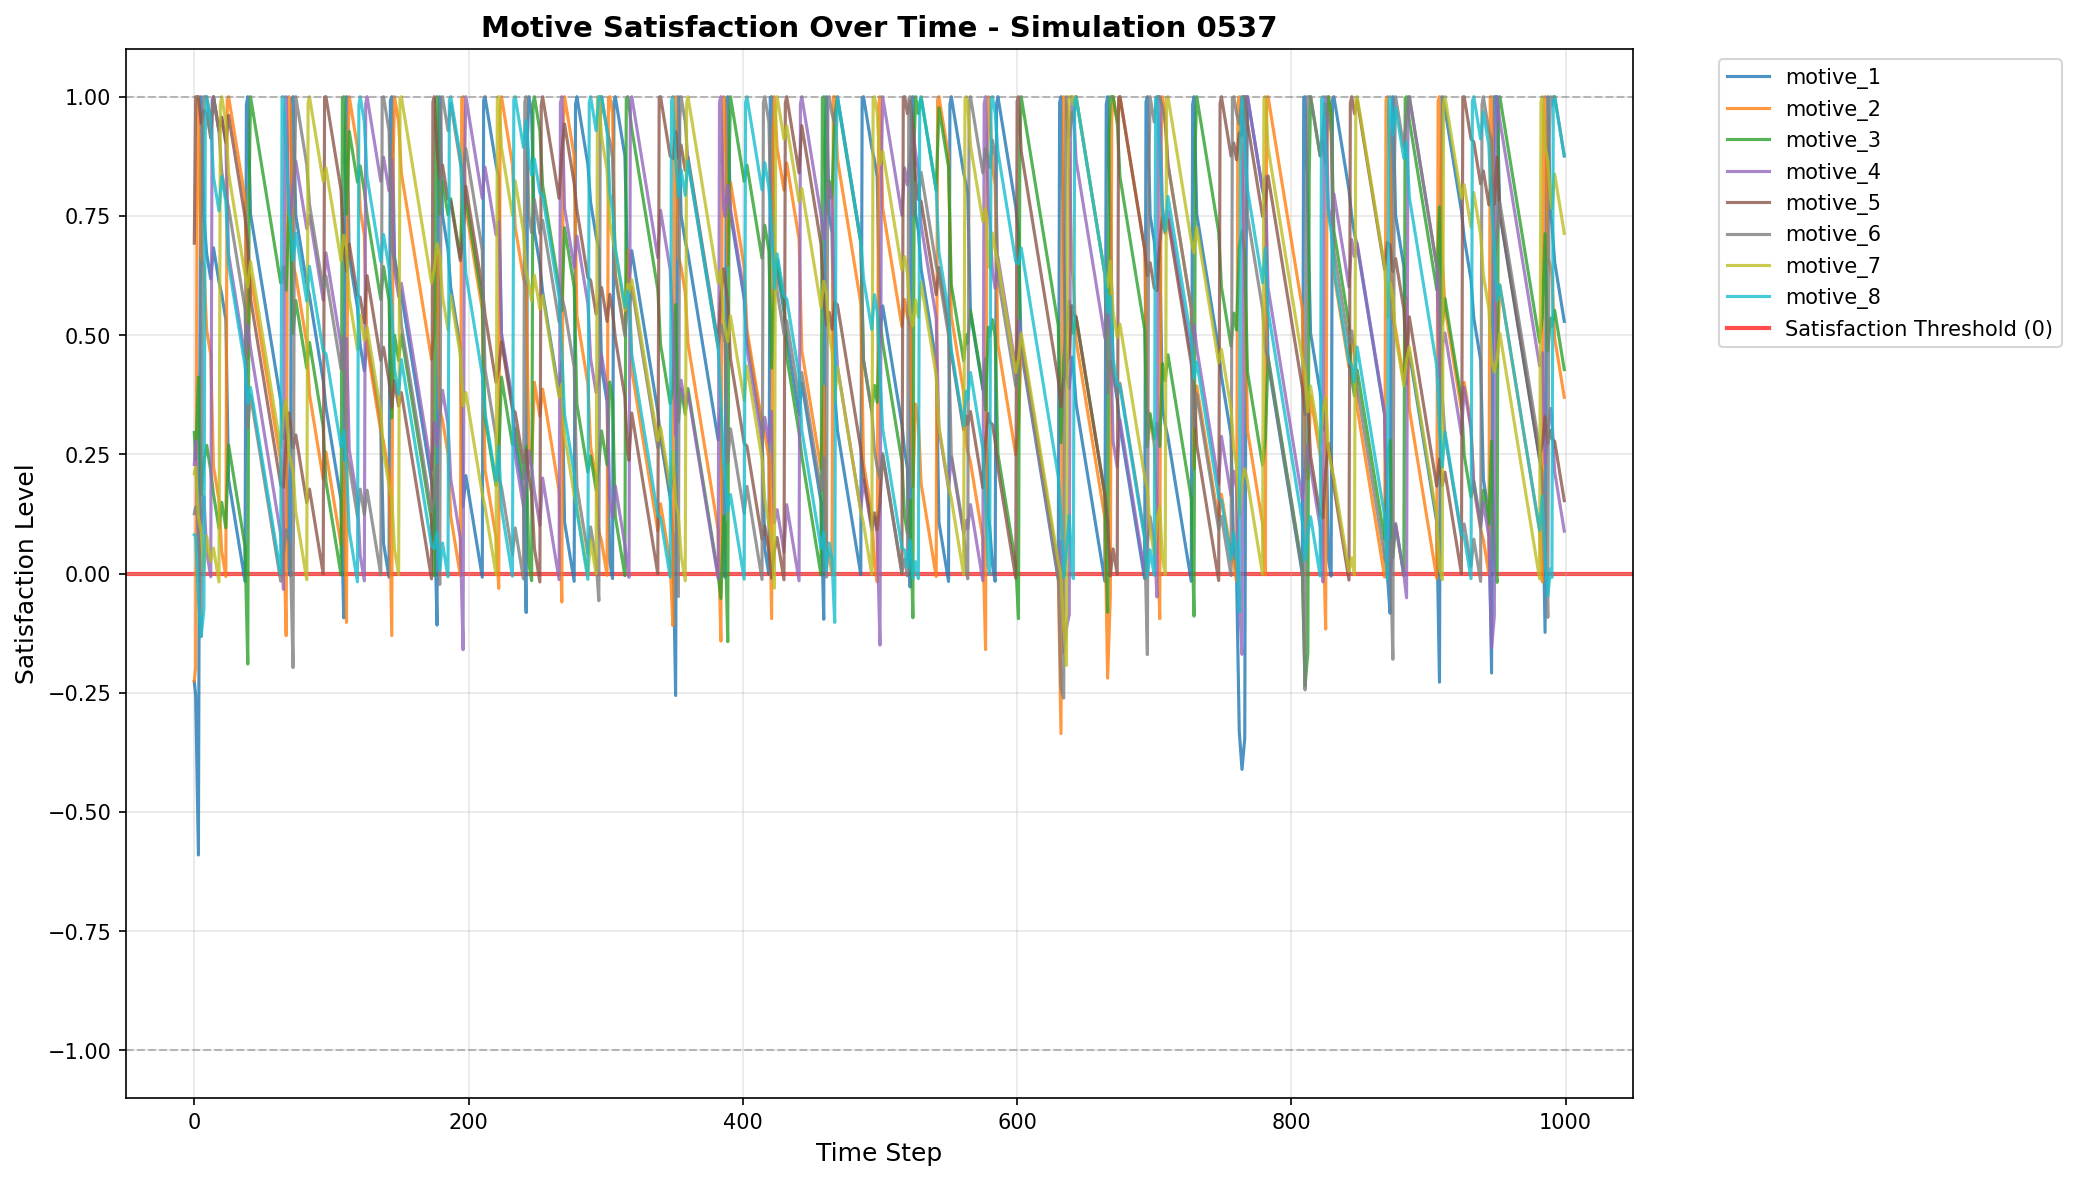 Motive Satisfaction Over Time - Simulation 0537
1.00
0.75
0.50
0.25
0.00
−0.25
−0.50
−0.75
−1.00
Satisfaction Level
0
200
400
600
800
1000
Time Step
motive_1
motive_2
motive_3
motive_4
motive_5
motive_6
motive_7
motive_8
Satisfaction Threshold (0)